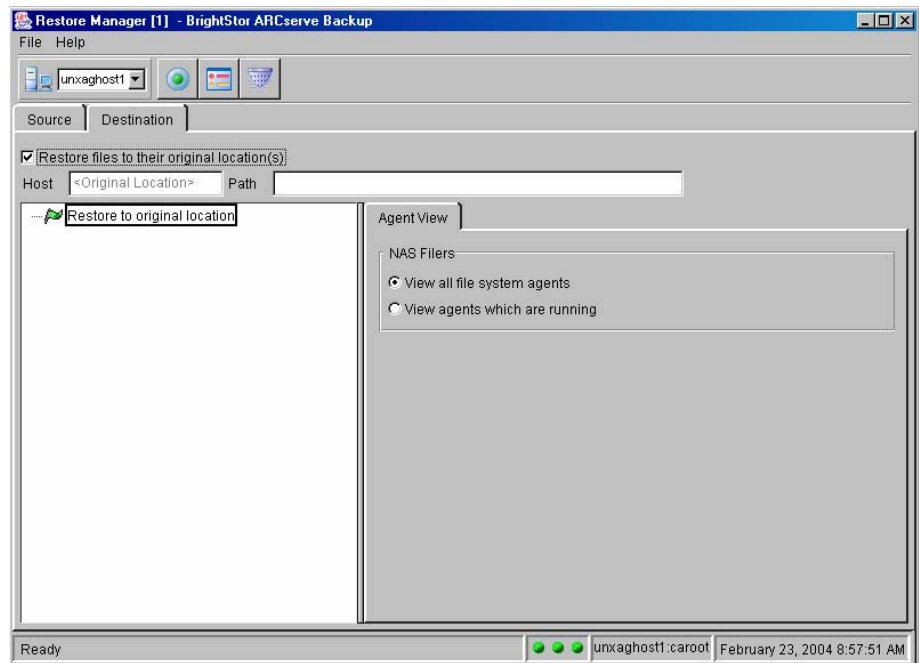 Restore Manager [1] - BrightStor ARCserve Backup
File Help
unxaghost1
Source Destination
Restore files to their original location(s)
Host <Original Location> Path
Restore to original location
Agent View
NAS Filers
View all file system agents
View agents which are running
Ready unxaghost1:caroot February 23, 2004 8:57:51 AM